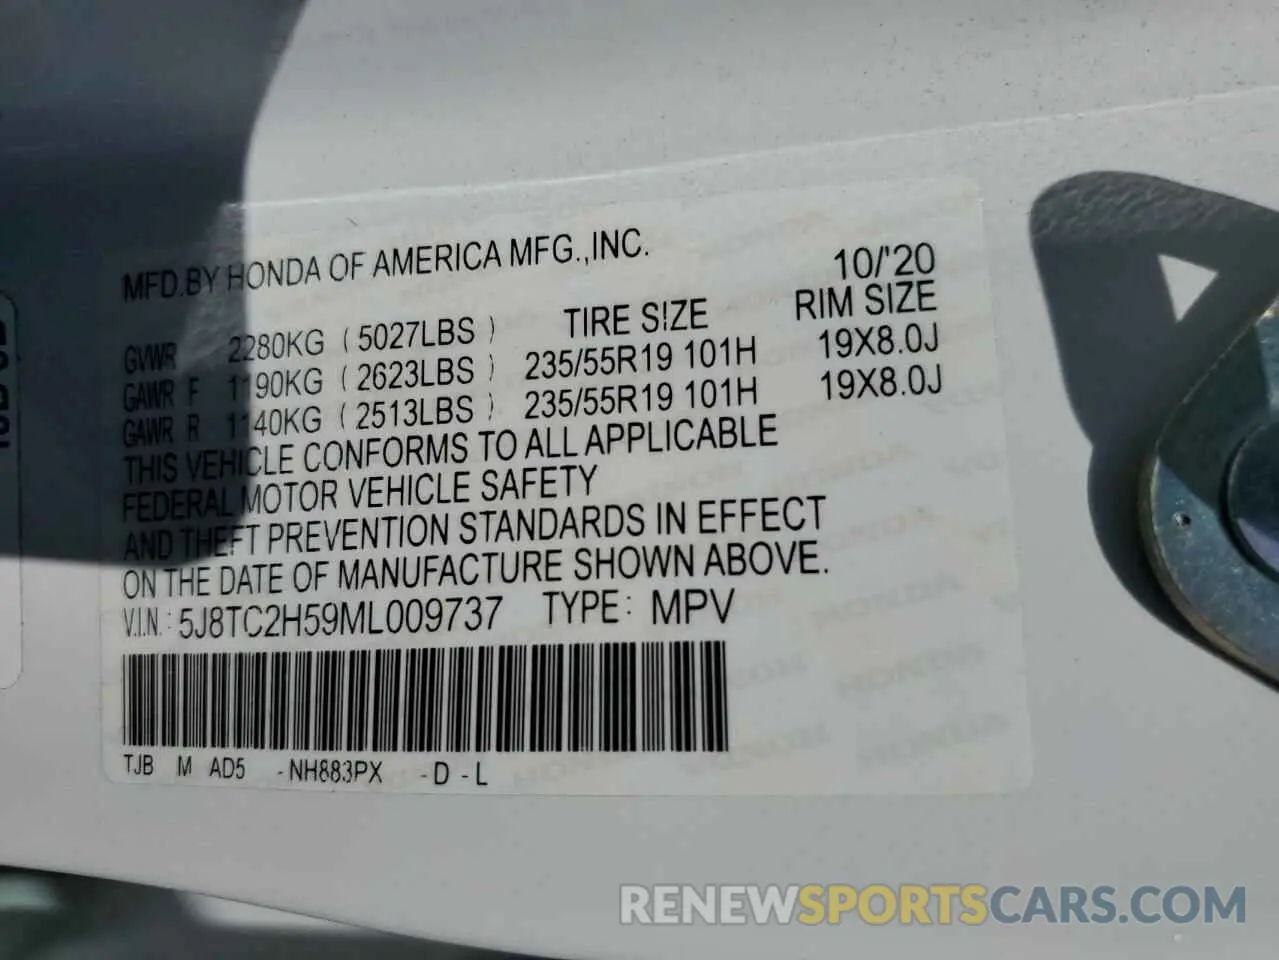 MFD.BY HONDA OF AMERICA MFG.,INC. 10/'20
GVWR 2280KG (5027LBS) TIRE SIZE RIM SIZE
GAWR F 1190KG (2623LBS) 235/55R19 101H 19X8.0J
GAWR R 1140KG (2513LBS) 235/55R19 101H 19X8.0J
THIS VEHICLE CONFORMS TO ALL APPLICABLE
FEDERAL MOTOR VEHICLE SAFETY
AND THEFT PREVENTION STANDARDS IN EFFECT
ON THE DATE OF MANUFACTURE SHOWN ABOVE.
V.I.N.: 5J8TC2H59ML009737 TYPE: MPV
TJB M AD5 -NH883PX -D -L
RENEWSPORTSCARS.COM